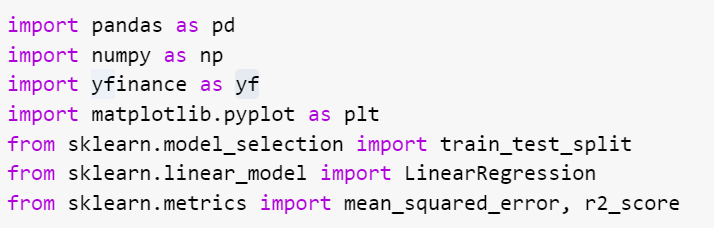 import pandas as pd
import numpy as np
import yfinance as yf
import matplotlib.pyplot as plt
from sklearn.model_selection import train_test_split
from sklearn.linear_model import LinearRegression
from sklearn.metrics import mean_squared_error, r2_score